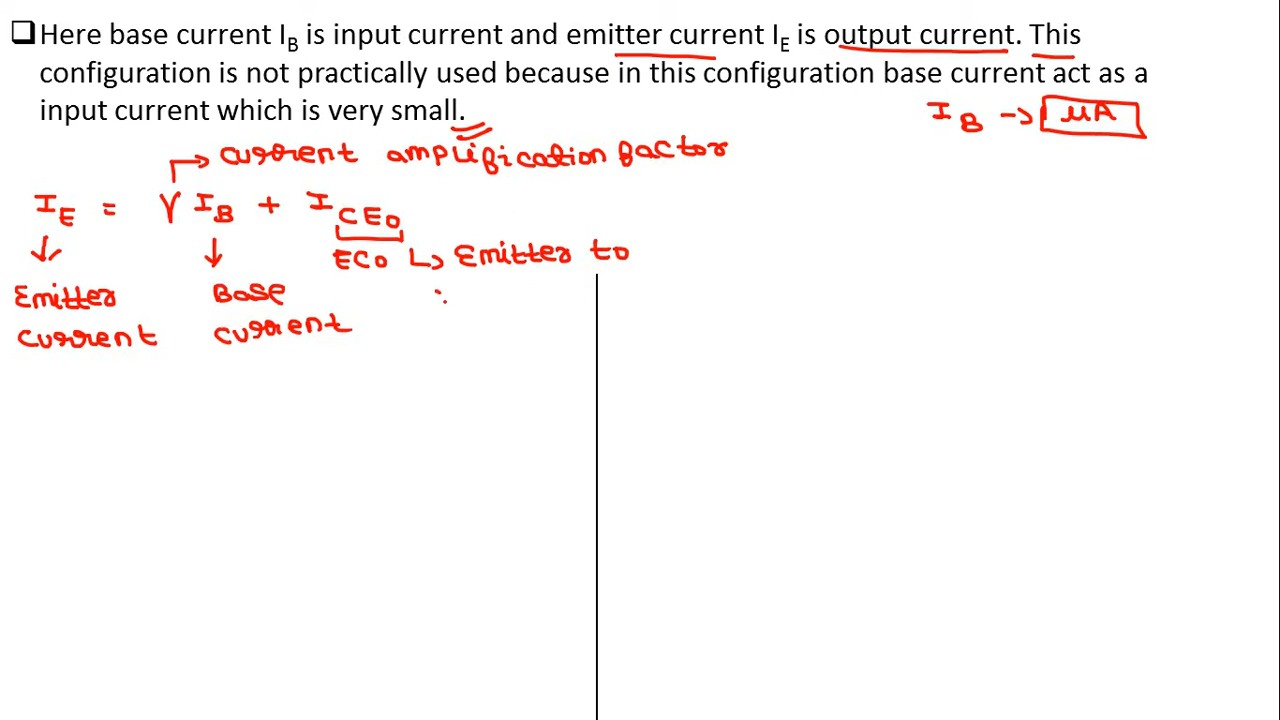 ❑Here base current IB is input current and emitter current IE is output current. This
configuration is not practically used because in this configuration base current act as a
input current which is very small.
IB → μA
→ current amplification factor
IE = γ IB + ICEO
ECO ↳ Emitter to
Emitter
current
Base
current